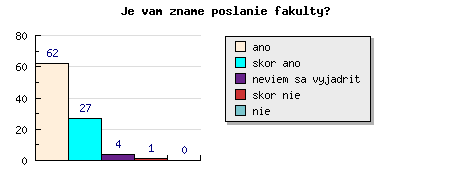 Je vam zname poslanie fakulty?
80
60
40
20
0
62
27
4
1
0
ano
skor ano
neviem sa vyjadrit
skor nie
nie